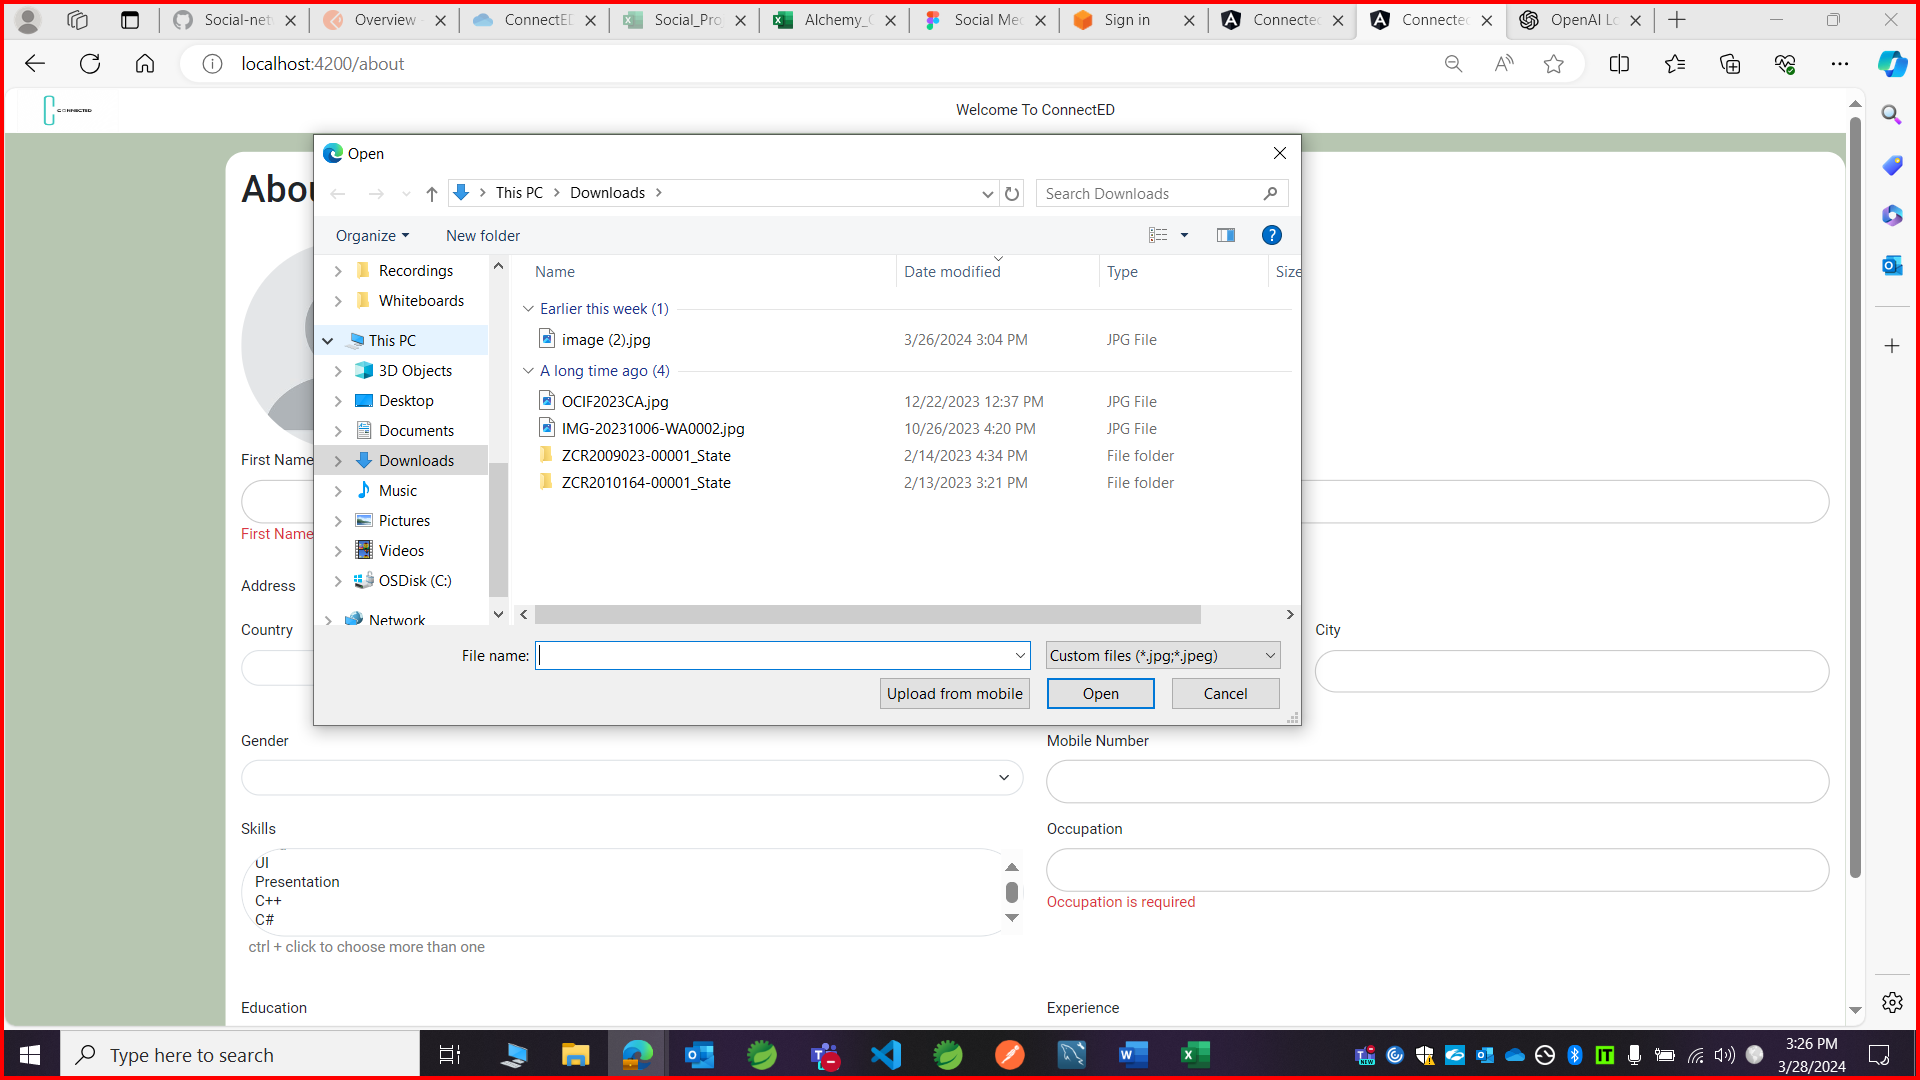 Social-net
Overview
ConnectED
Social_Pro
Alchemy_C
Social Mec
Sign in
Connected
Connected
OpenAI Lo
localhost:4200/about
CONNECTED
Welcome To ConnectED
Open
Abou
This PC > Downloads >
Search Downloads
Organize
New folder
Name
Date modified
Type
Size
Recordings
Whiteboards
This PC
3D Objects
Desktop
Documents
Downloads
Music
Pictures
Videos
OSDisk (C:)
Network
Earlier this week (1)
image (2).jpg 3/26/2024 3:04 PM JPG File
A long time ago (4)
OCIF2023CA.jpg 12/22/2023 12:37 PM JPG File
IMG-20231006-WA0002.jpg 10/26/2023 4:20 PM JPG File
ZCR2009023-00001_State 2/14/2023 4:34 PM File folder
ZCR2010164-00001_State 2/13/2023 3:21 PM File folder
File name:
Custom files (*.jpg;*.jpeg)
Upload from mobile
Open
Cancel
First Name
First Name
Address
Country
City
Gender
Mobile Number
Skills
UI
Presentation
C++
C#
ctrl + click to choose more than one
Occupation
Occupation is required
Education
Experience
Type here to search
3:26 PM
3/28/2024